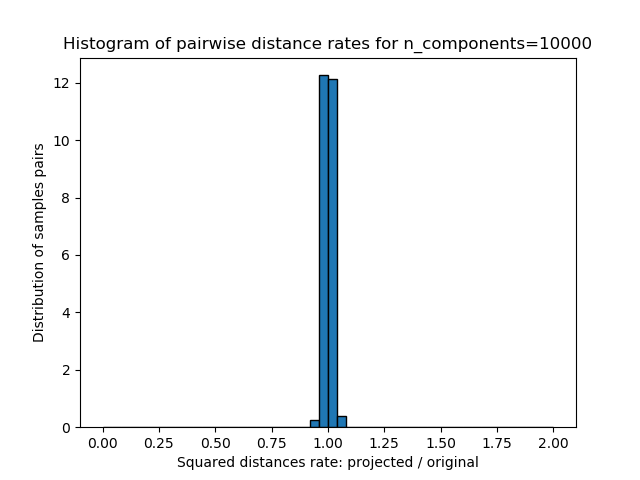 Histogram of pairwise distance rates for n_components=10000
Distribution of samples pairs
12
10
8
6
4
2
0
0.00 0.25 0.50 0.75 1.00 1.25 1.50 1.75 2.00
Squared distances rate: projected / original